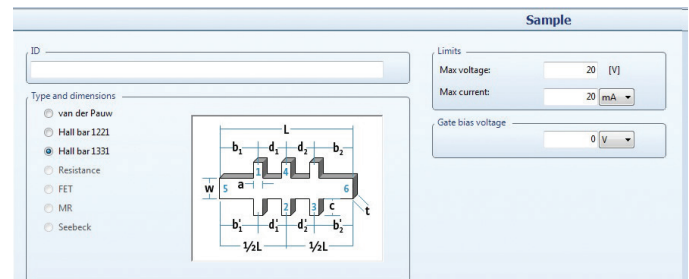 Sample
ID
Type and dimensions
van der Pauw
Hall bar 1221
Hall bar 1331
Resistance
FET
MR
Seebeck
L
b₁ d₁ d₂ b₂
1 4
W 5 a 6
2 3 c t
b'₁ d'₁ d'₂ b'₂
½L ½L
Limits
Max voltage: 20 [V]
Max current: 20 mA
Gate bias voltage
0 V